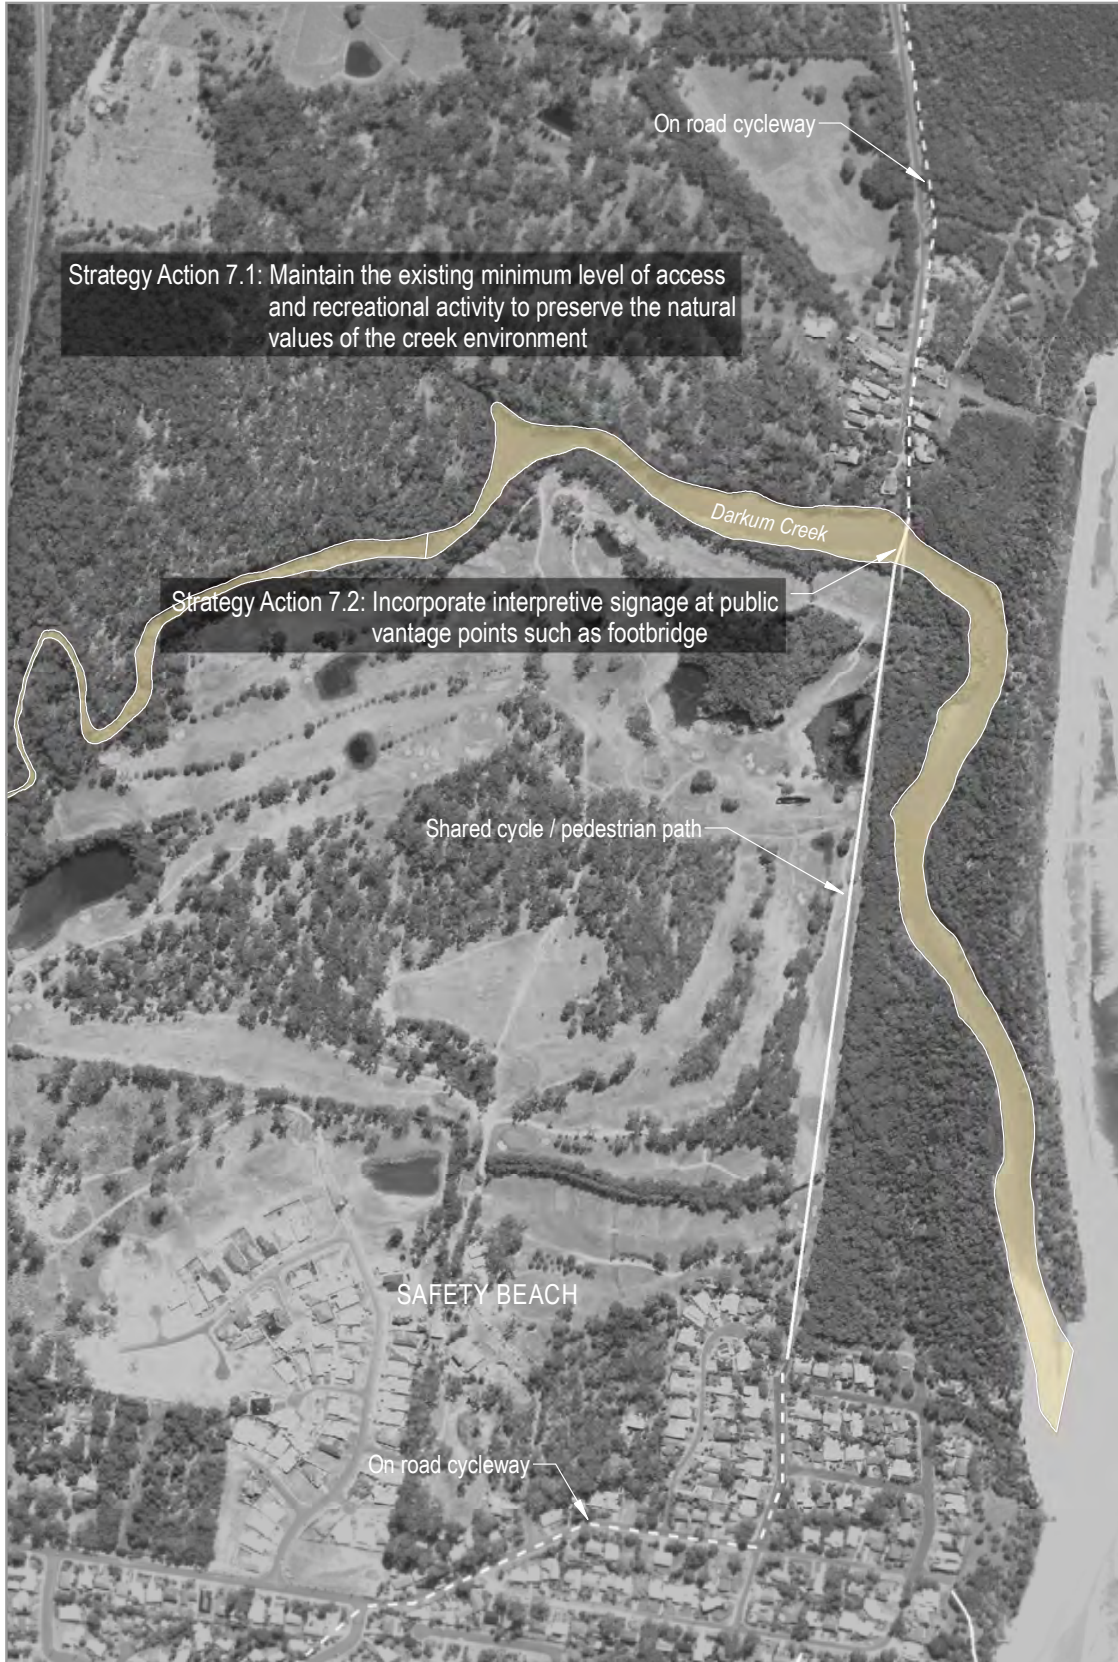 On road cycleway
Strategy Action 7.1: Maintain the existing minimum level of access
and recreational activity to preserve the natural
values of the creek environment
Darkum Creek
Strategy Action 7.2: Incorporate interpretive signage at public
vantage points such as footbridge
Shared cycle / pedestrian path
SAFETY BEACH
On road cycleway